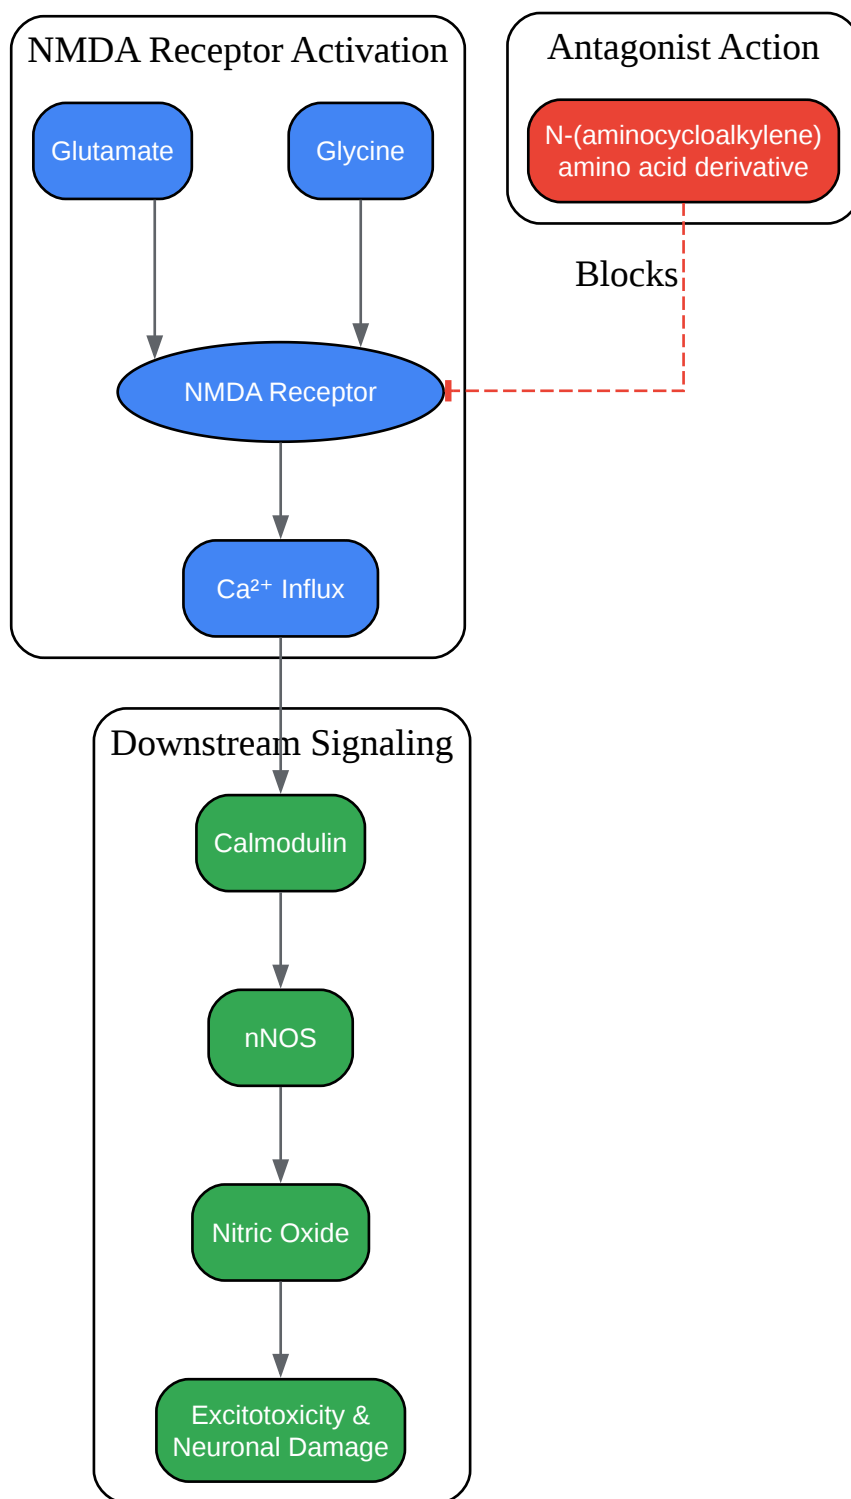 NMDA Receptor Activation
Antagonist Action
Glutamate
Glycine
N-(aminocycloalkylene)
amino acid derivative
Blocks
NMDA Receptor
Ca²⁺ Influx
Downstream Signaling
Calmodulin
nNOS
Nitric Oxide
Excitotoxicity &
Neuronal Damage